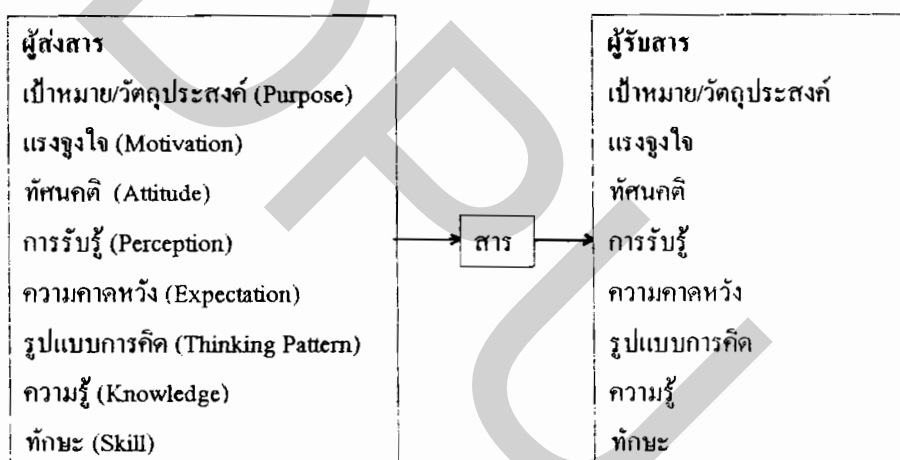 ผู้ส่งสาร
เป้าหมาย/วัตถุประสงค์ (Purpose)
แรงจูงใจ (Motivation)
ทัศนคติ (Attitude)
การรับรู้ (Perception)
ความคาดหวัง (Expectation)
รูปแบบการคิด (Thinking Pattern)
ความรู้ (Knowledge)
ทักษะ (Skill)
สาร
ผู้รับสาร
เป้าหมาย/วัตถุประสงค์
แรงจูงใจ
ทัศนคติ
การรับรู้
ความคาดหวัง
รูปแบบการคิด
ความรู้
ทักษะ
DPU